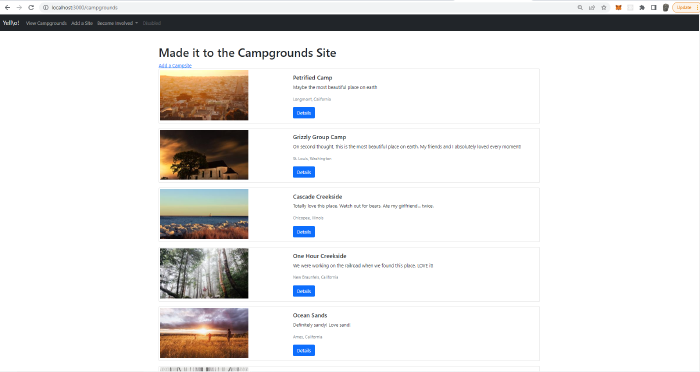 localhost:3000/campgrounds
Update
YelYo!
View Campgrounds
Add a Site
Become Involved
Disabled
Made it to the Campgrounds Site
Add a campsite
Petrified Camp
Maybe the most beautiful place on earth
Longmont, California
Details
Grizzly Group Camp
On second thought, this is the most beautiful place on earth. My friends and I absolutely loved every moment!
St. Louis, Washington
Details
Cascade Creekside
Totally love this place. Watch out for bears. Ate my girlfriend... twice.
Chicopee, Illinois
Details
One Hour Creekside
We were working on the railroad when we found this place. LOVE it!
New Braunfels, California
Details
Ocean Sands
Definitely sandy! Love sand!
Ames, California
Details